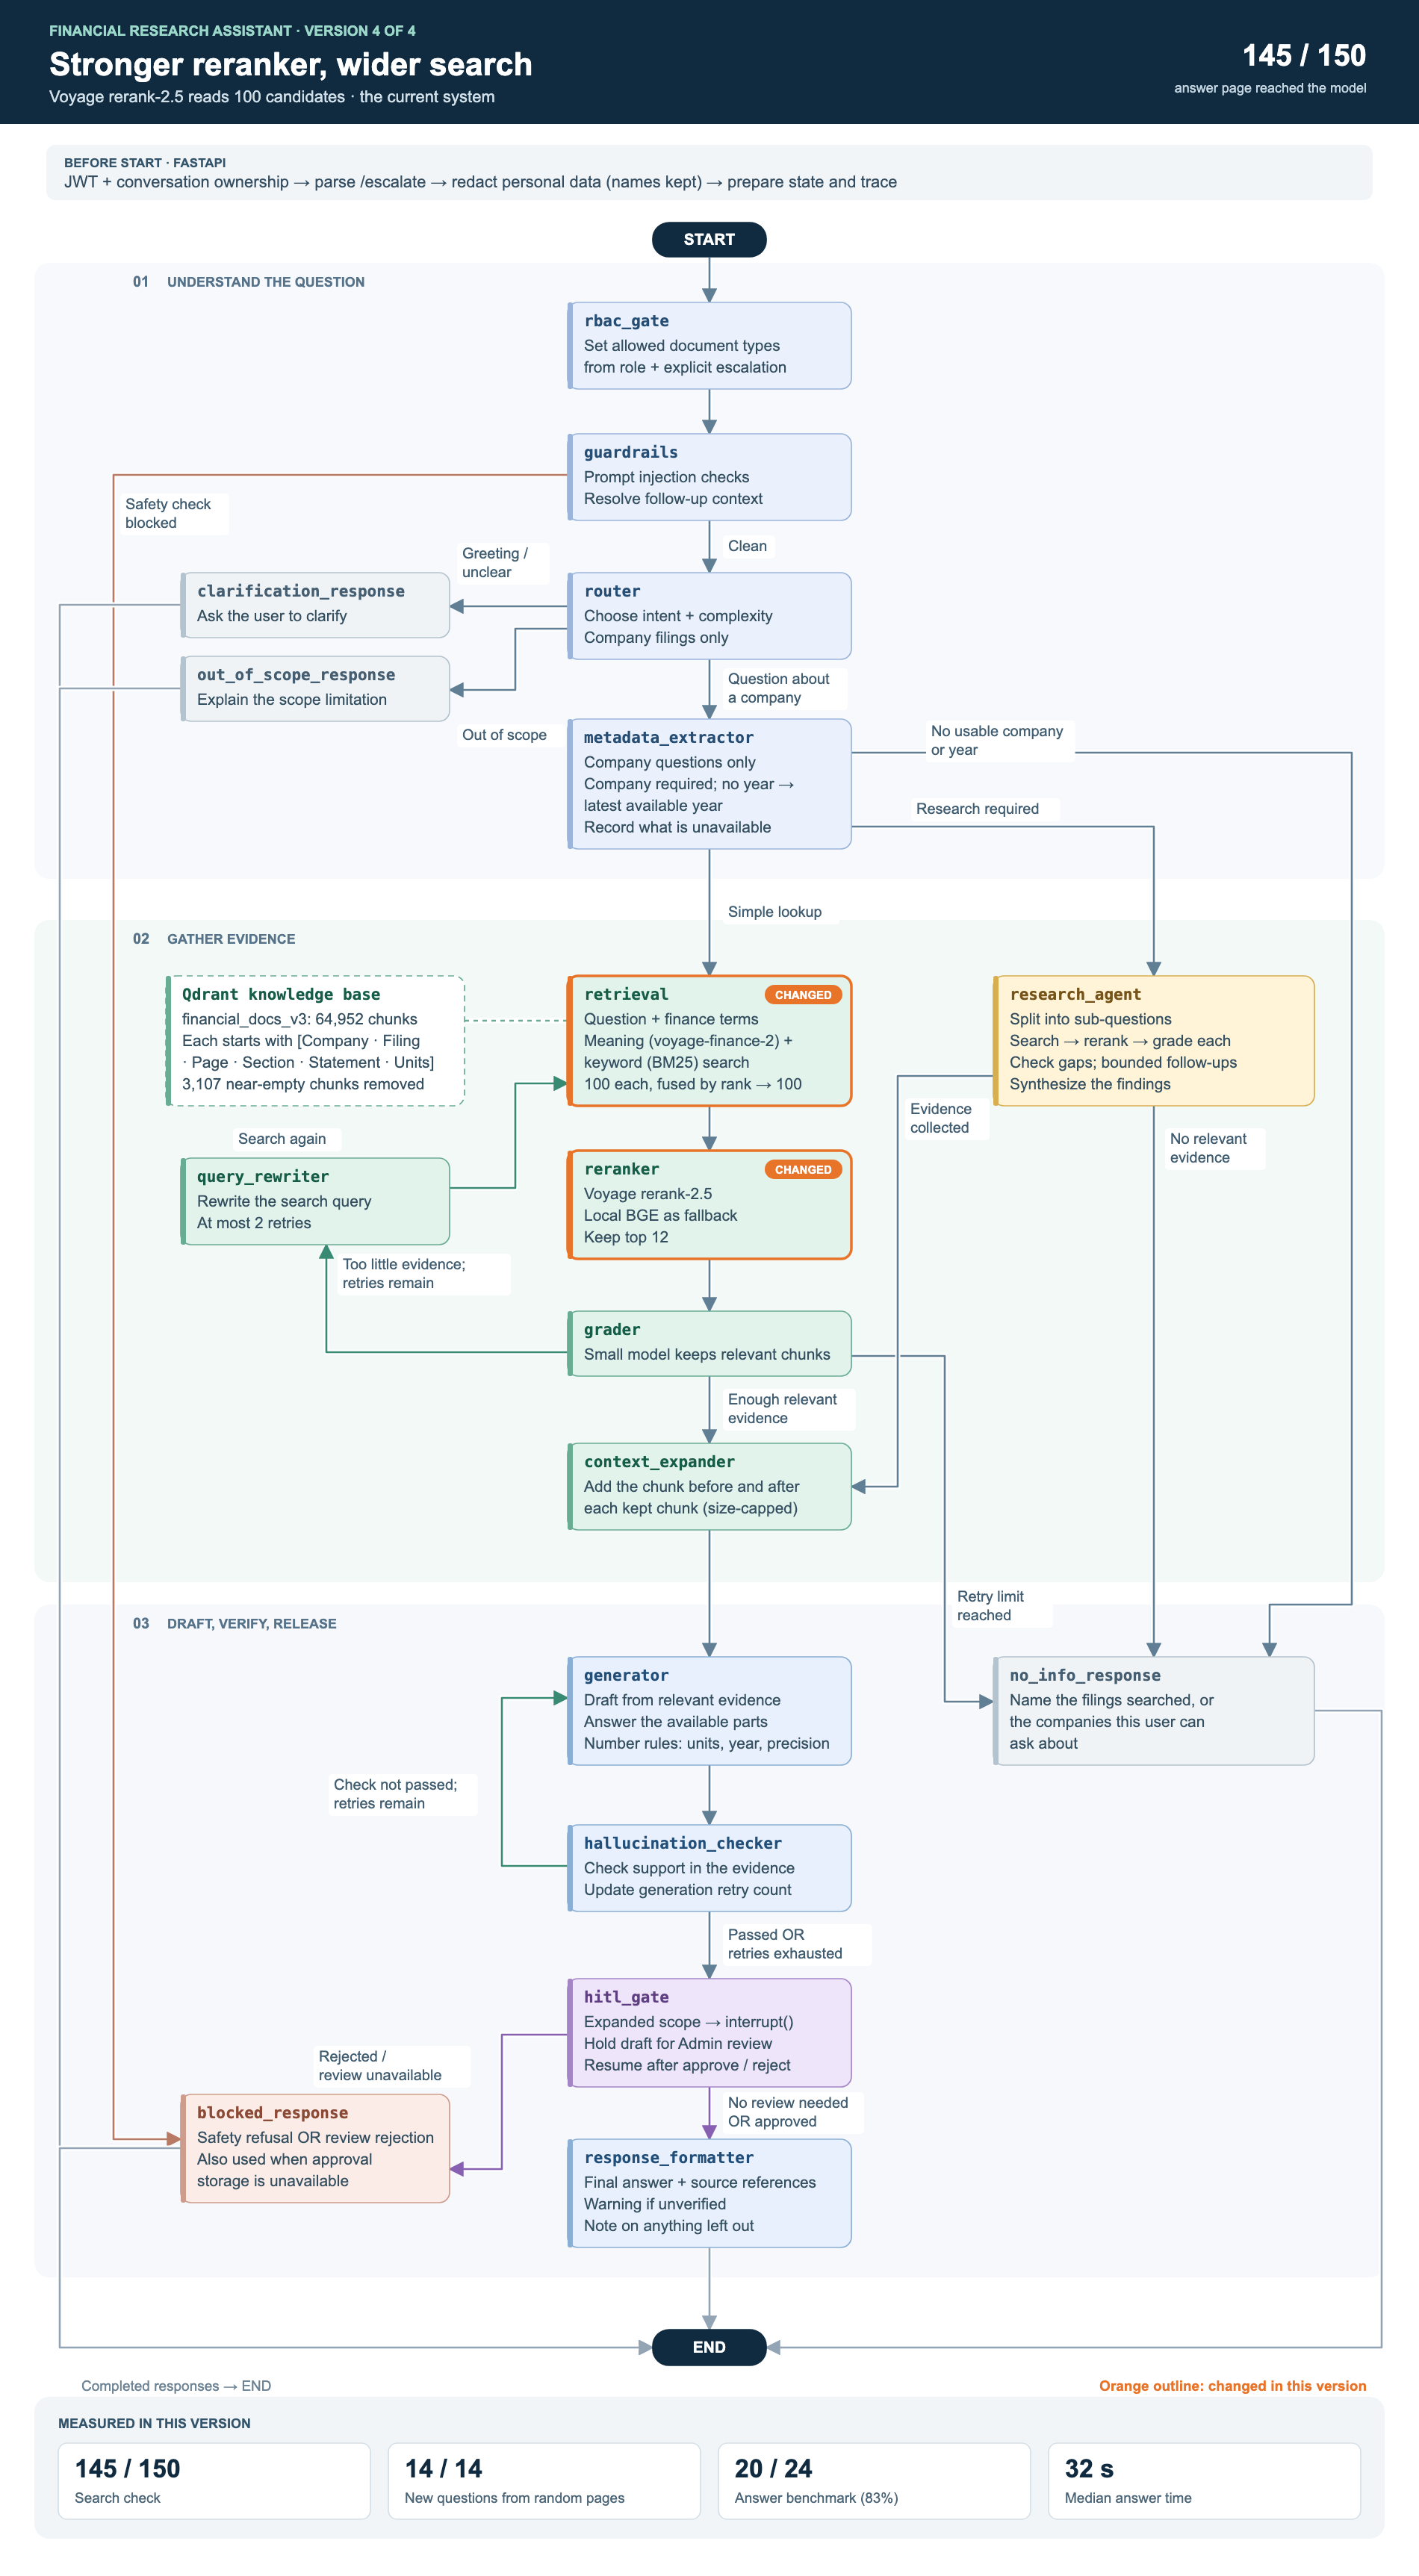 FINANCIAL RESEARCH ASSISTANT · VERSION 4 OF 4
Stronger reranker, wider search
Voyage rerank-2.5 reads 100 candidates · the current system
145 / 150
answer page reached the model
BEFORE START · FASTAPI
JWT + conversation ownership → parse /escalate → redact personal data (names kept) → prepare state and trace
START
01 UNDERSTAND THE QUESTION
rbac_gate
Set allowed document types
from role + explicit escalation
guardrails
Prompt injection checks
Resolve follow-up context
Safety check
blocked
Clean
Greeting /
unclear
clarification_response
Ask the user to clarify
router
Choose intent + complexity
Company filings only
out_of_scope_response
Explain the scope limitation
Question about
a company
Out of scope
metadata_extractor
Company questions only
Company required; no year →
latest available year
Record what is unavailable
No usable company
or year
Research required
Simple lookup
02 GATHER EVIDENCE
Qdrant knowledge base
financial_docs_v3: 64,952 chunks
Each starts with [Company · Filing
· Page · Section · Statement · Units]
3,107 near-empty chunks removed
retrieval
CHANGED
Question + finance terms
Meaning (voyage-finance-2) +
keyword (BM25) search
100 each, fused by rank → 100
research_agent
Split into sub-questions
Search → rerank → grade each
Check gaps; bounded follow-ups
Synthesize the findings
Evidence
collected
Search again
No relevant
evidence
query_rewriter
Rewrite the search query
At most 2 retries
reranker
CHANGED
Voyage rerank-2.5
Local BGE as fallback
Keep top 12
Too little evidence;
retries remain
grader
Small model keeps relevant chunks
Enough relevant
evidence
context_expander
Add the chunk before and after
each kept chunk (size-capped)
Retry limit
reached
03 DRAFT, VERIFY, RELEASE
generator
Draft from relevant evidence
Answer the available parts
Number rules: units, year, precision
no_info_response
Name the filings searched, or
the companies this user can
ask about
Check not passed;
retries remain
hallucination_checker
Check support in the evidence
Update generation retry count
Passed OR
retries exhausted
hitl_gate
Expanded scope → interrupt()
Hold draft for Admin review
Resume after approve / reject
Rejected /
review unavailable
No review needed
OR approved
blocked_response
Safety refusal OR review rejection
Also used when approval
storage is unavailable
response_formatter
Final answer + source references
Warning if unverified
Note on anything left out
END
Completed responses → END
Orange outline: changed in this version
MEASURED IN THIS VERSION
145 / 150
Search check
14 / 14
New questions from random pages
20 / 24
Answer benchmark (83%)
32 s
Median answer time